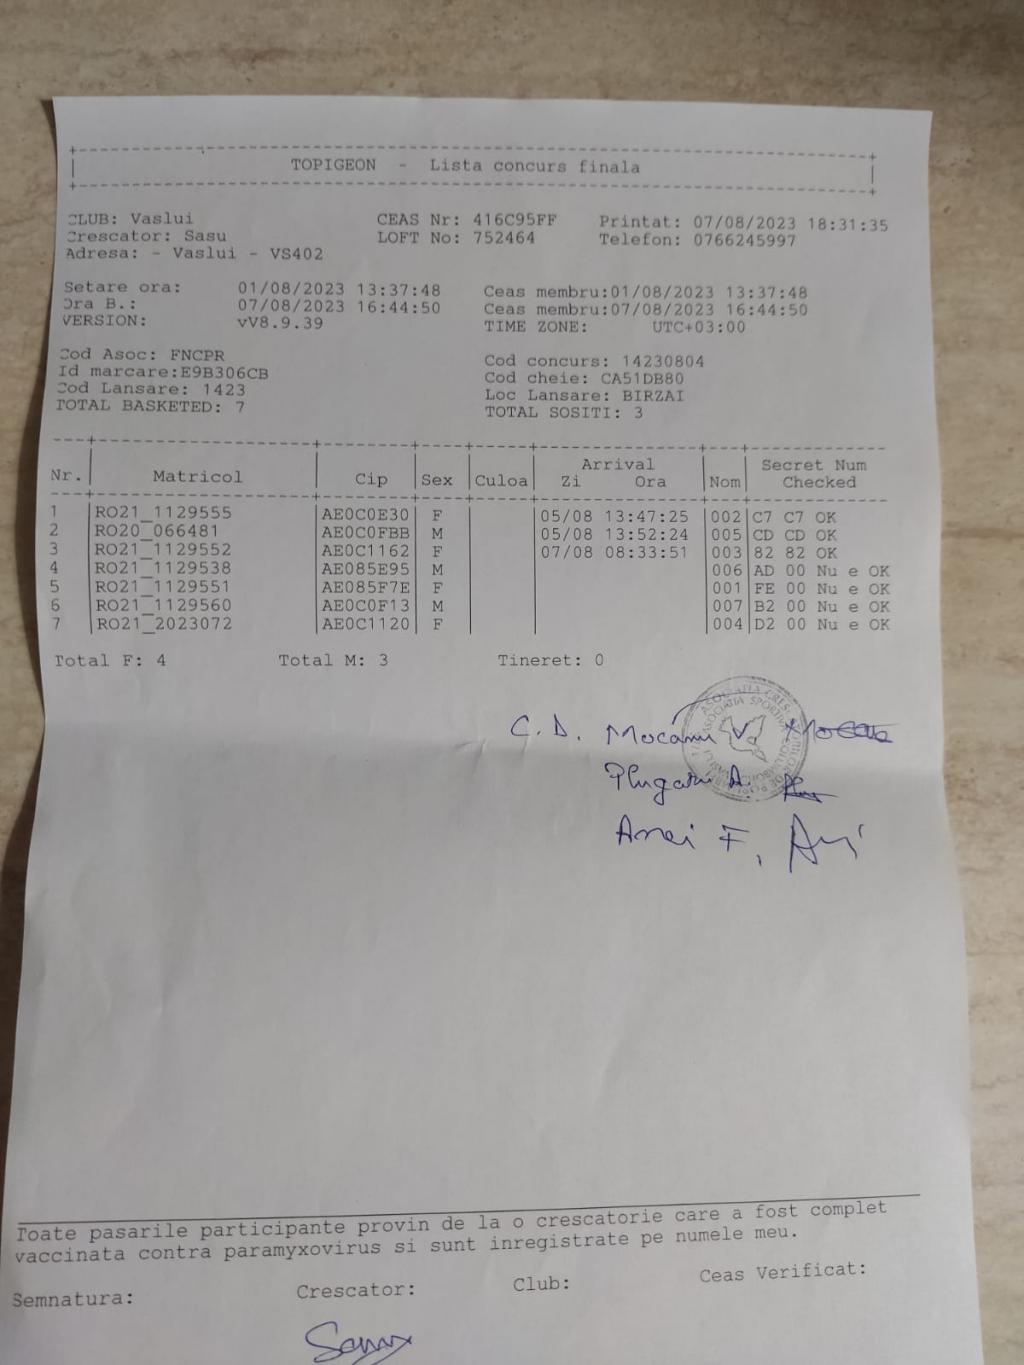 TOPIGEON - Lista concurs finala
CLUB: Vaslui CEAS Nr: 416C95FF Printat: 07/08/2023 18:31:35
Crescator: Sasu LOFT No: 752464 Telefon: 0766245997
Adresa: - Vaslui - VS402
Setare ora: 01/08/2023 13:37:48 Ceas membru:01/08/2023 13:37:48
Ora B.: 07/08/2023 16:44:50 Ceas membru:07/08/2023 16:44:50
VERSION: vV8.9.39 TIME ZONE: UTC+03:00
Cod Asoc: FNCPR Cod concurs: 14230804
Id marcare:E9B306CB Cod cheie: CA51DB80
Cod Lansare: 1423 Loc Lansare: BIRZAI
TOTAL BASKETED: 7 TOTAL SOSITI: 3
Arrival Secret Num
Nr. Matricol Cip Sex Culoa Zi Ora Nom Checked
1 RO21_1129555 AE0C0E30 F 05/08 13:47:25 002 C7 C7 OK
2 RO20_066481 AE0C0FBB M 05/08 13:52:24 005 CD CD OK
3 RO21_1129552 AE0C1162 F 07/08 08:33:51 003 82 82 OK
4 RO21_1129538 AE085E95 M 006 AD 00 Nu e OK
5 RO21_1129551 AE085F7E F 001 FE 00 Nu e OK
6 RO21_1129560 AE0C0F13 M 007 B2 00 Nu e OK
7 RO21_2023072 AE0C1120 F 004 D2 00 Nu e OK
Total F: 4 Total M: 3 Tineret: 0
C.D. Mocanu V.
Plugaru A.
Anei F.
Toate pasarile participante provin de la o crescatorie care a fost complet
vaccinata contra paramyxovirus si sunt inregistrate pe numele meu.
Semnatura: Crescator: Club: Ceas Verificat: